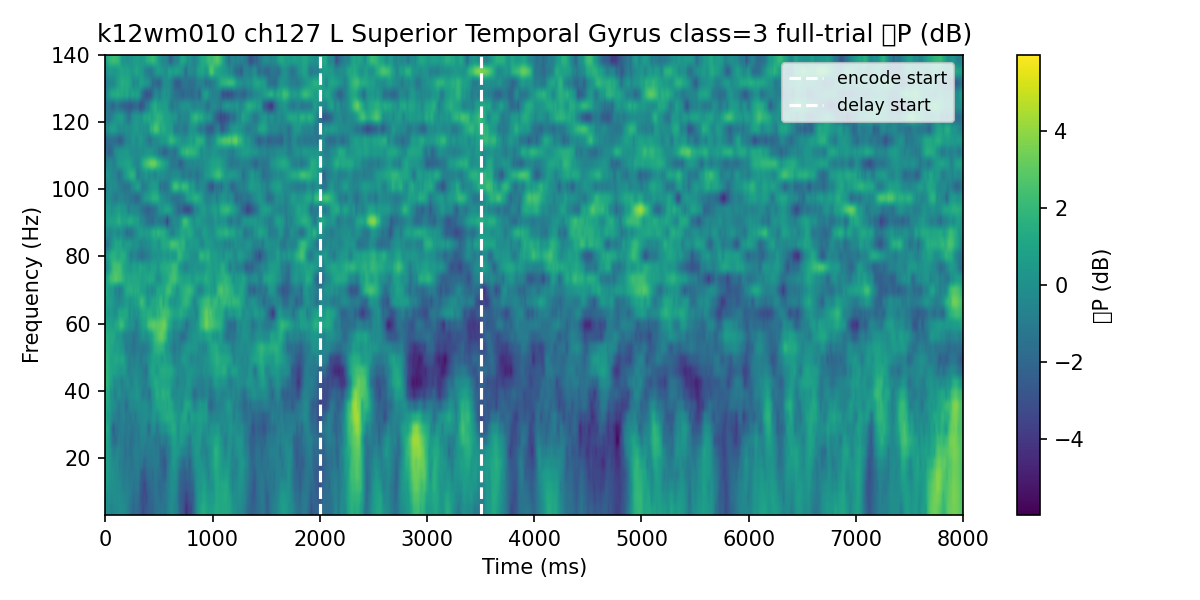 k12wm010 ch127 L Superior Temporal Gyrus class=3 full-trial □P (dB)
encode start
delay start
140
120
100
80
60
40
20
Frequency (Hz)
0 1000 2000 3000 4000 5000 6000 7000 8000
Time (ms)
4
2
0
−2
−4
□P (dB)